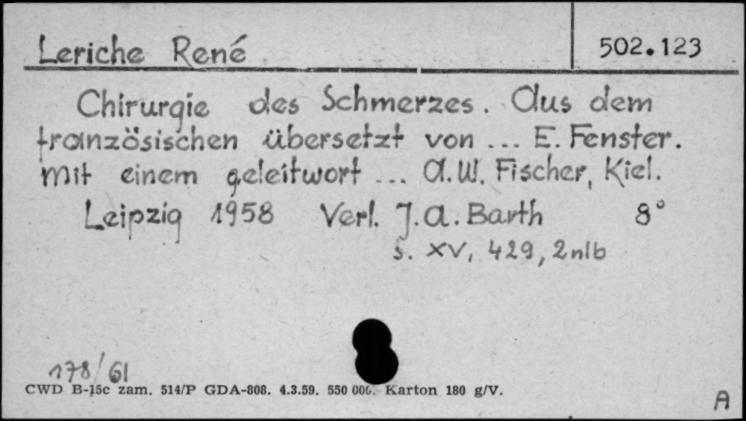 Leriche René 502.123
Chirurgie des Schmerzes. Aus dem
französischen übersetzt von ... E. Fenster.
Mit einem geleitwort ... A. W. Fischer, Kiel.
Leipzig 1958 Verl. J. A. Barth 8°
s. XV, 429, 2nlb
178/61
CWD B-15c zam. 514/P GDA-808. 4.3.59. 550 000. Karton 180 g/V.
A